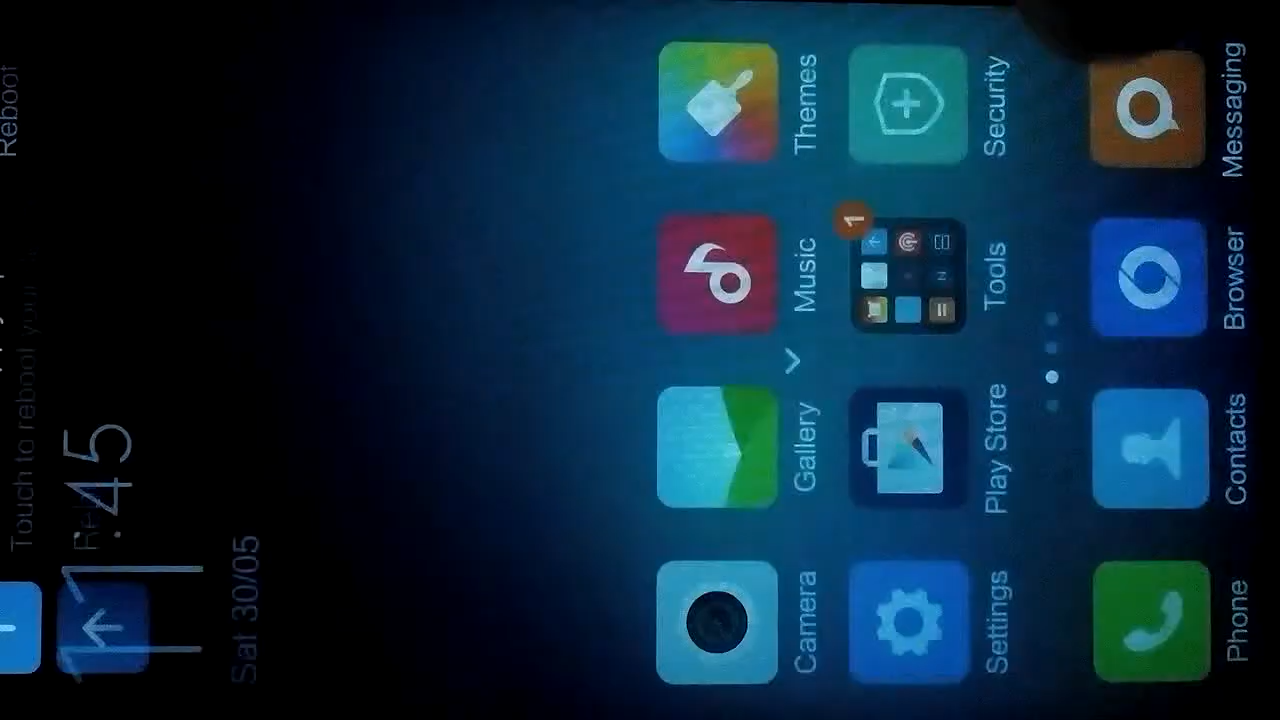 Reboot
Touch to reboot your
11:45
Sat 30/05
Camera
Gallery
Music
Themes
Settings
Play Store
Tools
1
Security
Phone
Contacts
Browser
Messaging